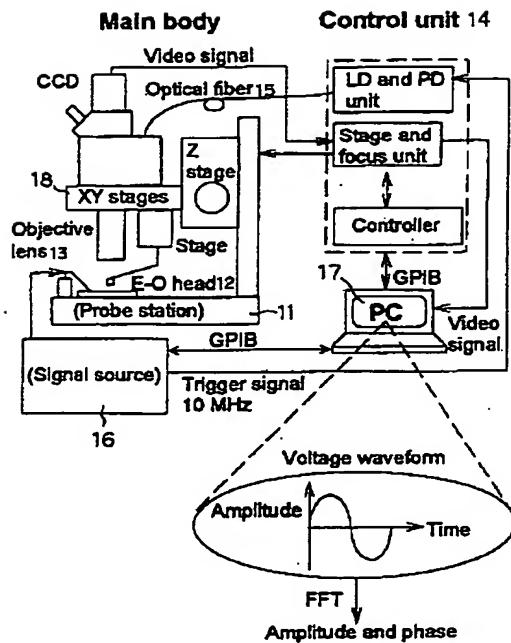 Main body
Control unit 14
Video signal
CCD
Optical fiber 15
LD and PD
unit
Stage and
focus unit
Z
stage
18
XY stages
Controller
Objective
lens 13
Stage
E-O head 12
(Probe station)
11
GPIB
17
PC
GPIB
Video
signal
(Signal source)
Trigger signal
10 MHz
16
Voltage waveform
Amplitude
Time
FFT
Amplitude and phase